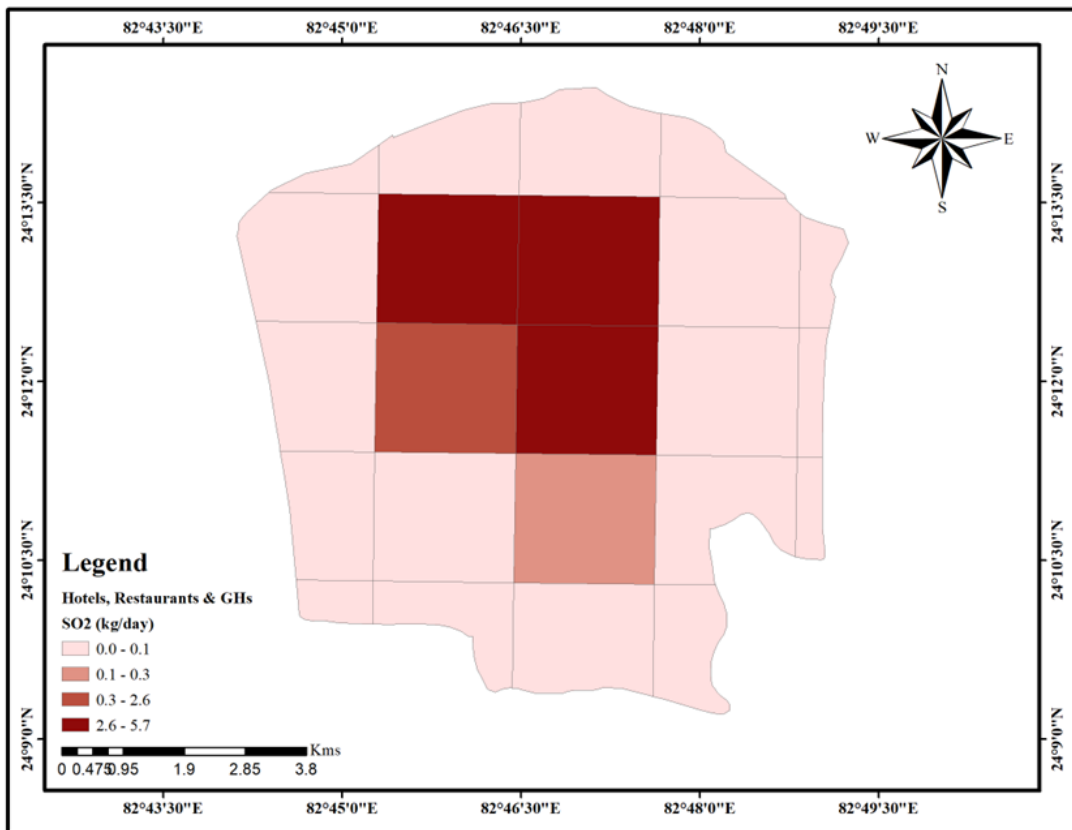 82°43'30"E 82°45'0"E 82°46'30"E 82°48'0"E 82°49'30"E
N
W E
S
24°13'30"N 24°13'30"N
24°12'0"N 24°12'0"N
24°10'30"N 24°10'30"N
24°9'0"N 24°9'0"N
Legend
Hotels, Restaurants & GHs
SO2 (kg/day)
0.0 - 0.1
0.1 - 0.3
0.3 - 2.6
2.6 - 5.7
Kms
0 0.475 0.95 1.9 2.85 3.8
82°43'30"E 82°45'0"E 82°46'30"E 82°48'0"E 82°49'30"E